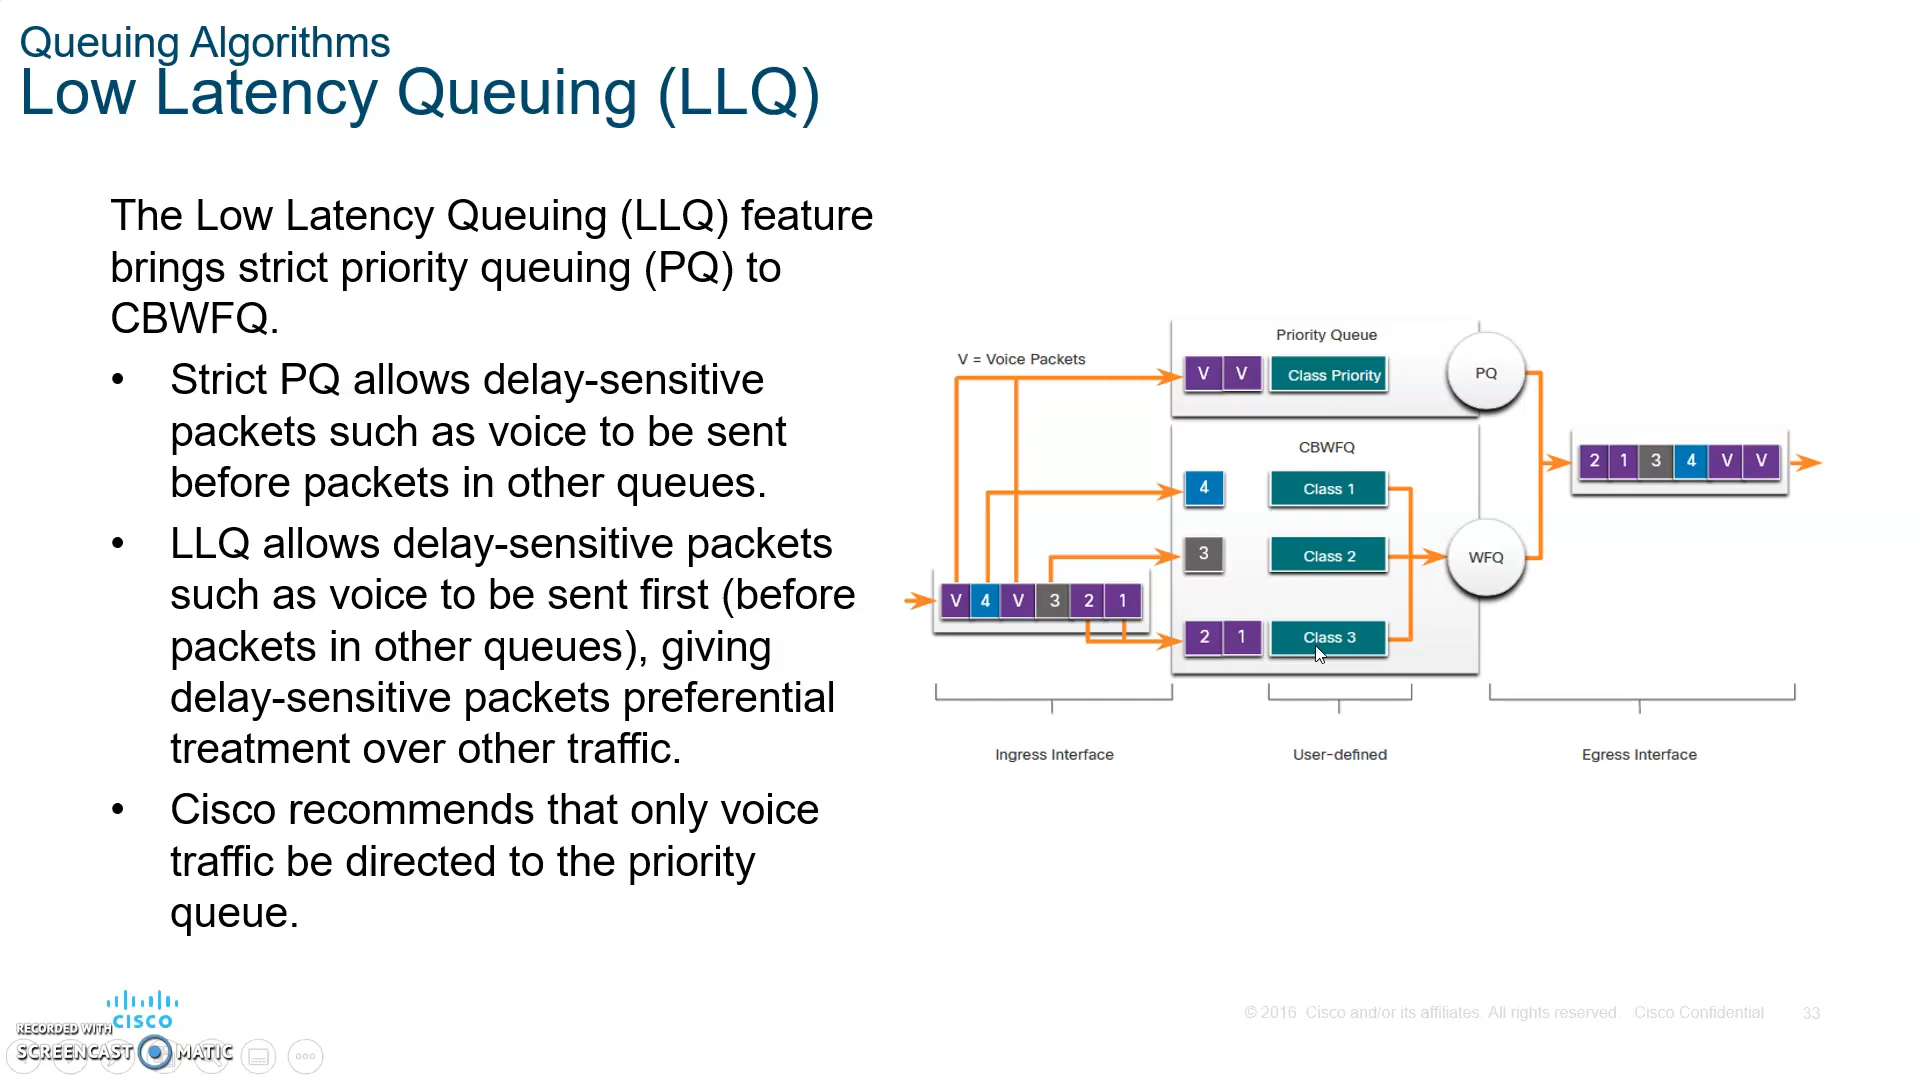 Queuing Algorithms
Low Latency Queuing (LLQ)
The Low Latency Queuing (LLQ) feature
brings strict priority queuing (PQ) to
CBWFQ.
• Strict PQ allows delay-sensitive
packets such as voice to be sent
before packets in other queues.
• LLQ allows delay-sensitive packets
such as voice to be sent first (before
packets in other queues), giving
delay-sensitive packets preferential
treatment over other traffic.
• Cisco recommends that only voice
traffic be directed to the priority
queue.
V = Voice Packets
Priority Queue
V V Class Priority
PQ
CBWFQ
4 Class 1
3 Class 2
2 1 Class 3
WFQ
V 4 V 3 2 1
2 1 3 4 V V
Ingress Interface
User-defined
Egress Interface
CISCO
RECORDED WITH
SCREENCAST MATIC
© 2016 Cisco and/or its affiliates. All rights reserved. Cisco Confidential 33